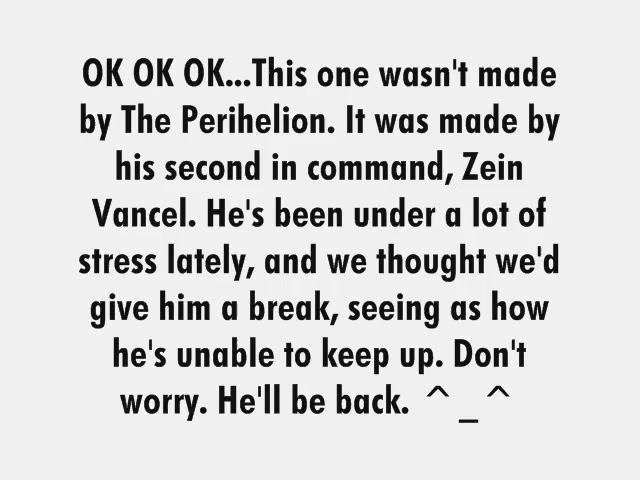 OK OK OK...This one wasn't made
by The Perihelion. It was made by
his second in command, Zein
Vancel. He's been under a lot of
stress lately, and we thought we'd
give him a break, seeing as how
he's unable to keep up. Don't
worry. He'll be back. ^_^